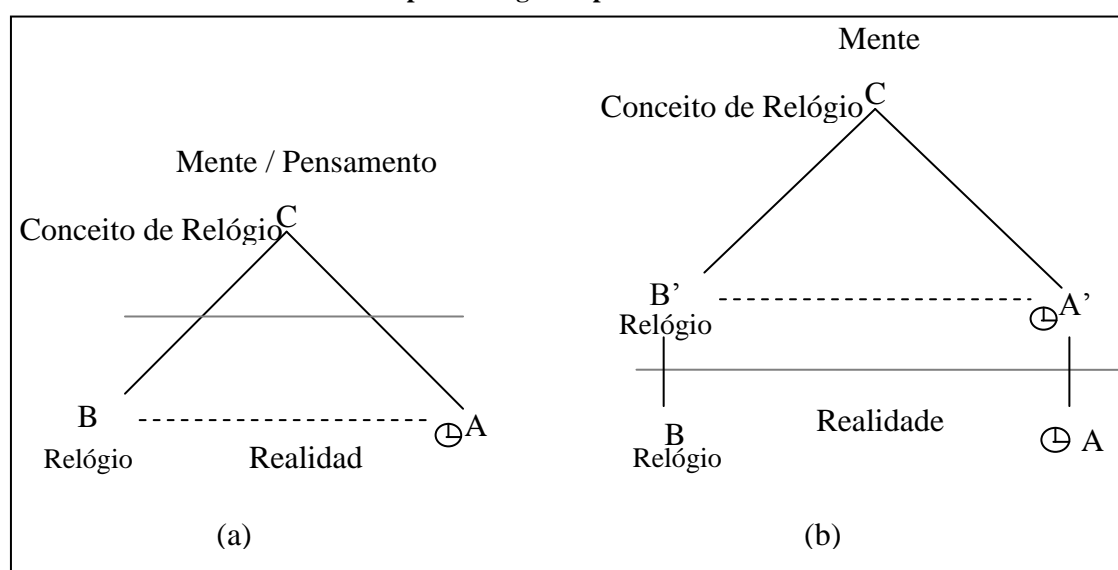 Mente / Pensamento
C
Conceito de Relógio
B
Relógio
A
Realidad
(a)
Mente
C
Conceito de Relógio
B’
Relógio
A’
Realidade
B
Relógio
A
(b)